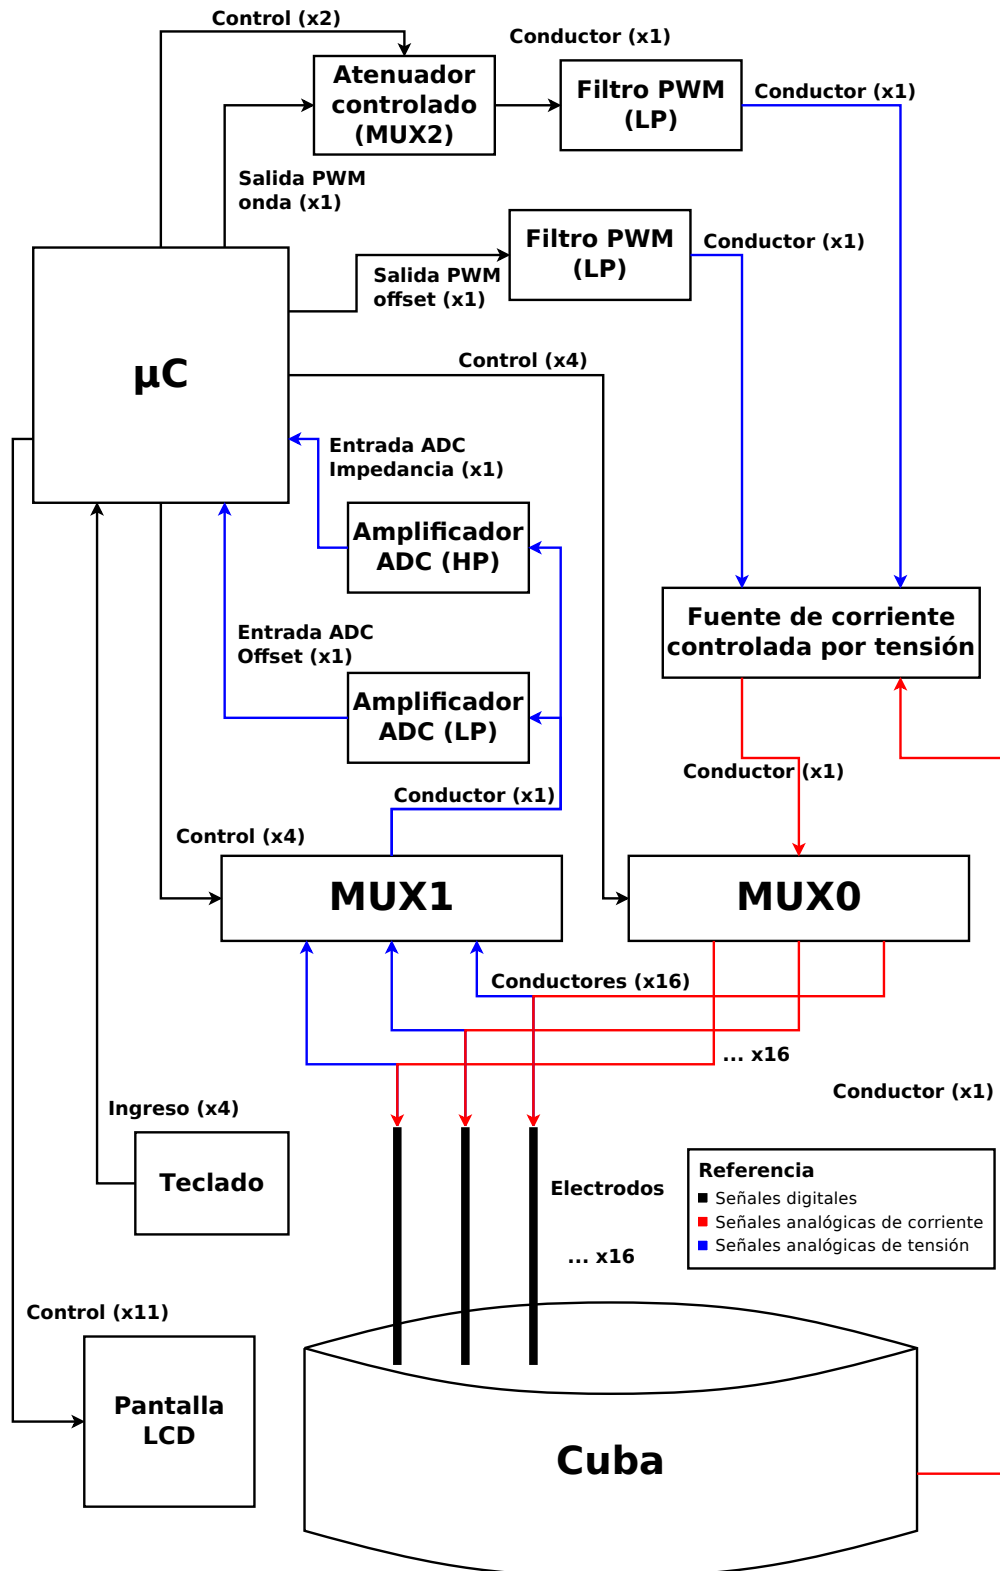 Control (x2)
Conductor (x1)
Atenuador
controlado
(MUX2)
Filtro PWM
(LP)
Conductor (x1)
Salida PWM
onda (x1)
Filtro PWM
(LP)
Conductor (x1)
Salida PWM
offset (x1)
µC
Control (x4)
Entrada ADC
Impedancia (x1)
Amplificador
ADC (HP)
Fuente de corriente
controlada por tensión
Entrada ADC
Offset (x1)
Amplificador
ADC (LP)
Conductor (x1)
Conductor (x1)
Control (x4)
MUX1
MUX0
Conductores (x16)
... x16
Conductor (x1)
Ingreso (x4)
Teclado
Electrodos
... x16
Referencia
Señales digitales
Señales analógicas de corriente
Señales analógicas de tensión
Control (x11)
Pantalla
LCD
Cuba